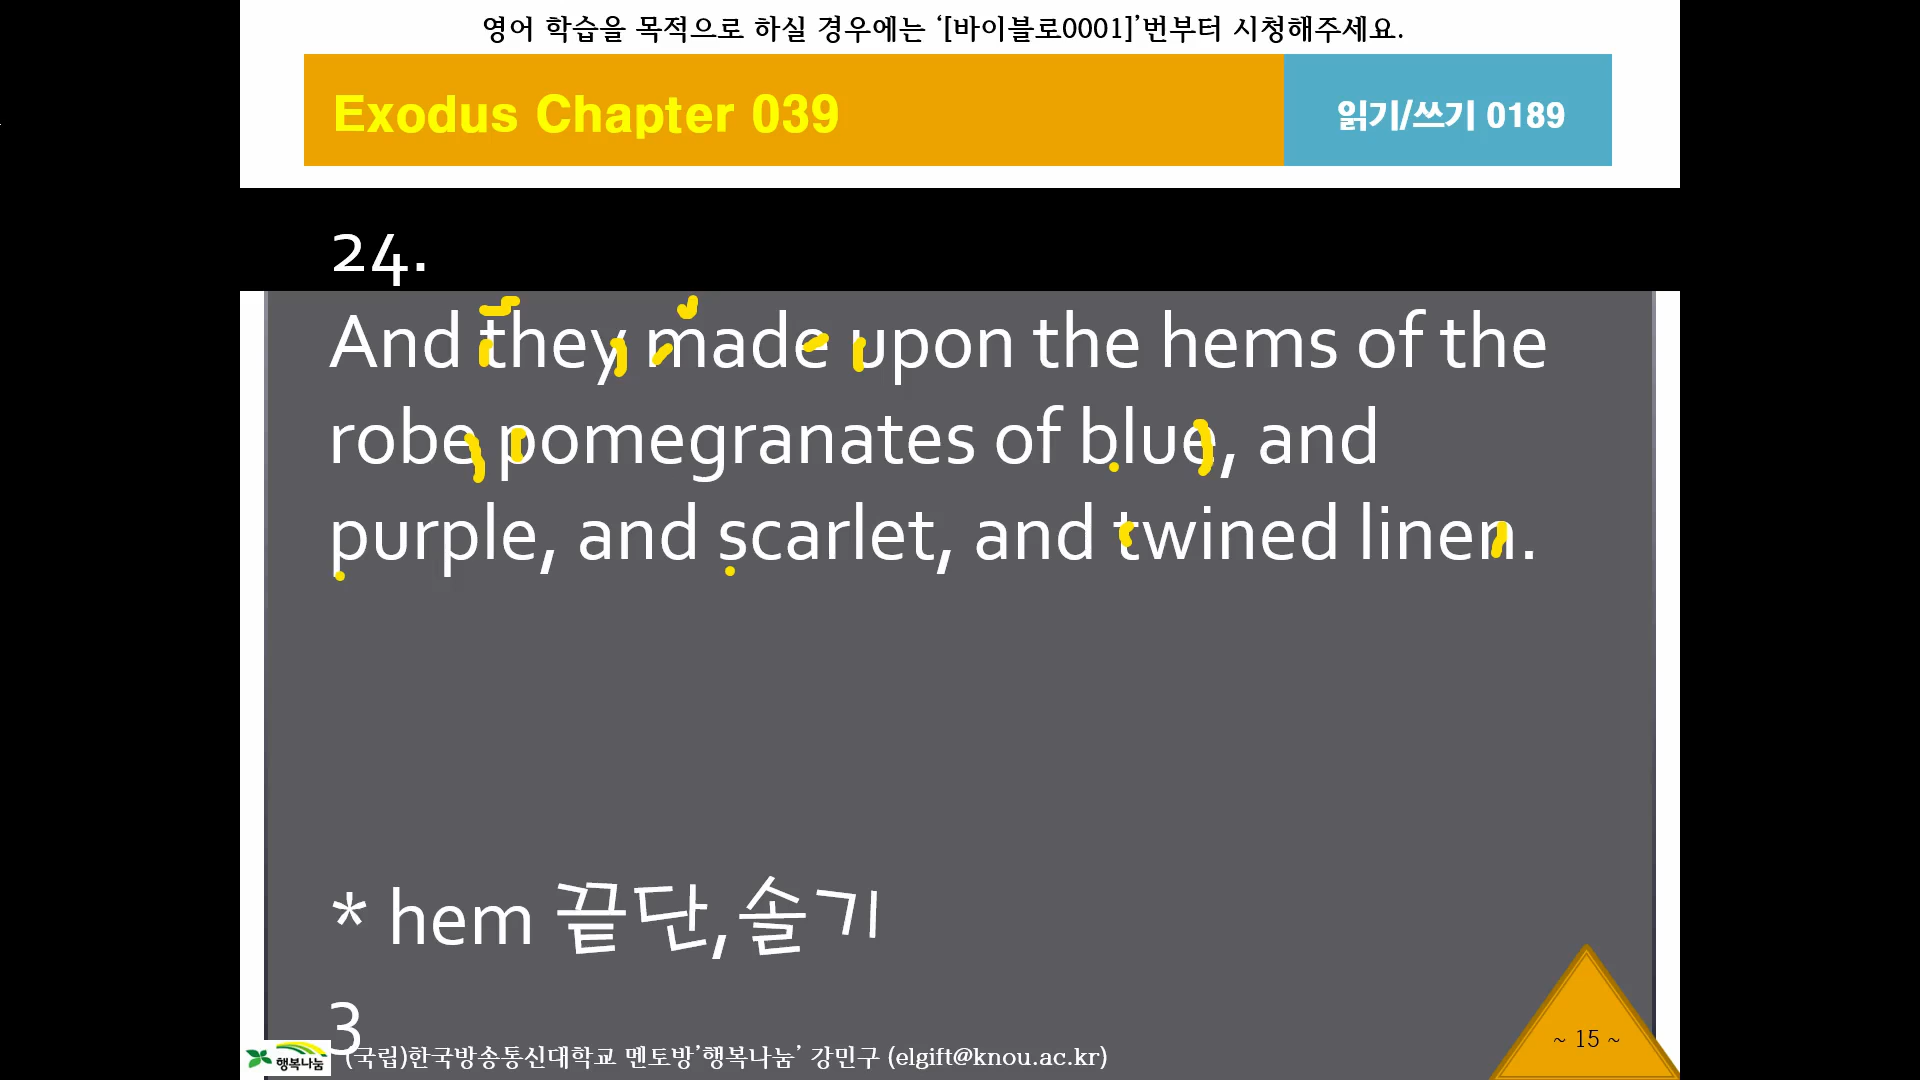 영어 학습을 목적으로 하실 경우에는 ‘[바이블로0001]’번부터 시청해주세요.
Exodus Chapter 039
읽기/쓰기 0189
24.
And they made upon the hems of the
robe pomegranates of blue, and
purple, and scarlet, and twined linen.
* hem 끝단,솔기
3
~ 15 ~
행복나눔
(국립)한국방송통신대학교 멘토방’행복나눔’ 강민구 (elgift@knou.ac.kr)